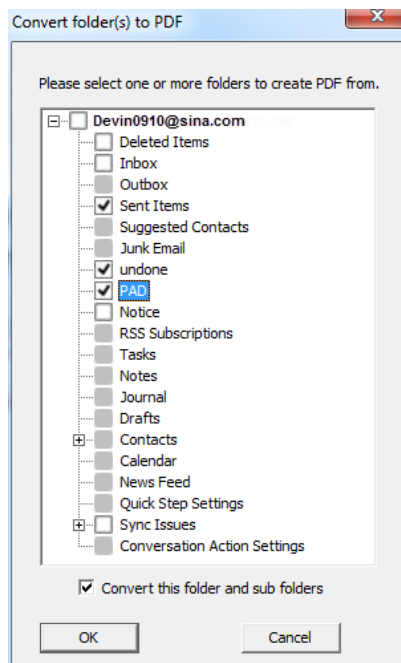 Convert folder(s) to PDF
Please select one or more folders to create PDF from.
Devin0910@sina.com
Deleted Items
Inbox
Outbox
Sent Items
Suggested Contacts
Junk Email
undone
PAD
Notice
RSS Subscriptions
Tasks
Notes
Journal
Drafts
Contacts
Calendar
News Feed
Quick Step Settings
Sync Issues
Conversation Action Settings
Convert this folder and sub folders
OK
Cancel